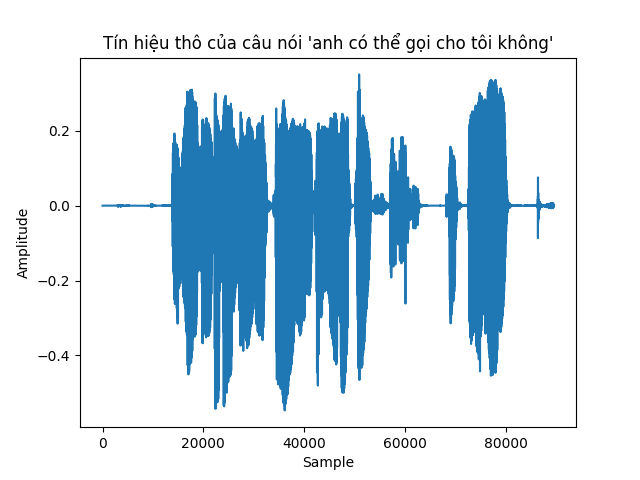 Tín hiệu thô của câu nói 'anh có thể gọi cho tôi không'
0.2
0.0
−0.2
−0.4
Amplitude
0 20000 40000 60000 80000
Sample